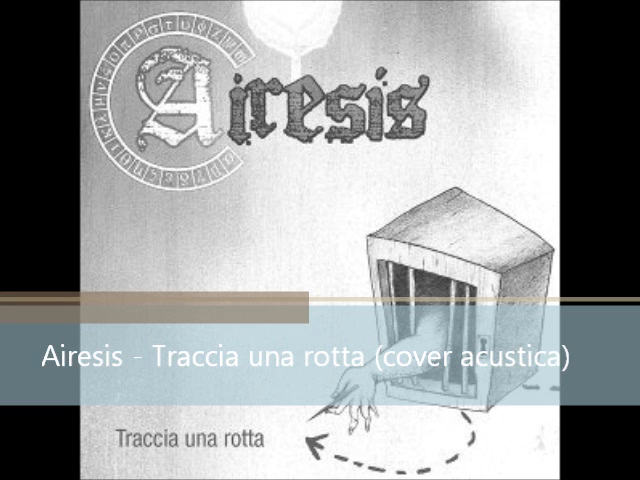 Airesis
Airesis - Traccia una rotta (cover acustica)
Traccia una rotta